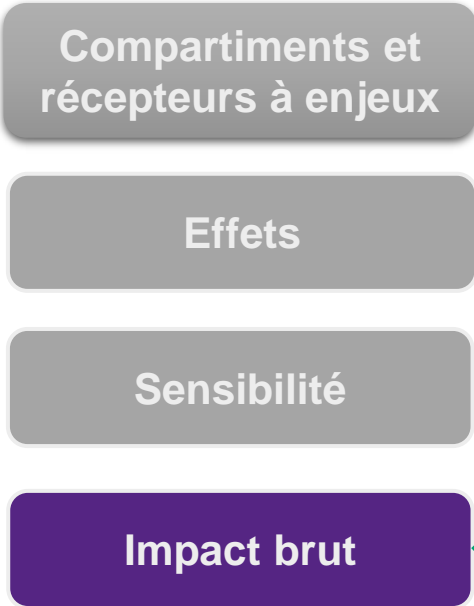 Compartiments et
récepteurs à enjeux
Effets
Sensibilité
Impact brut